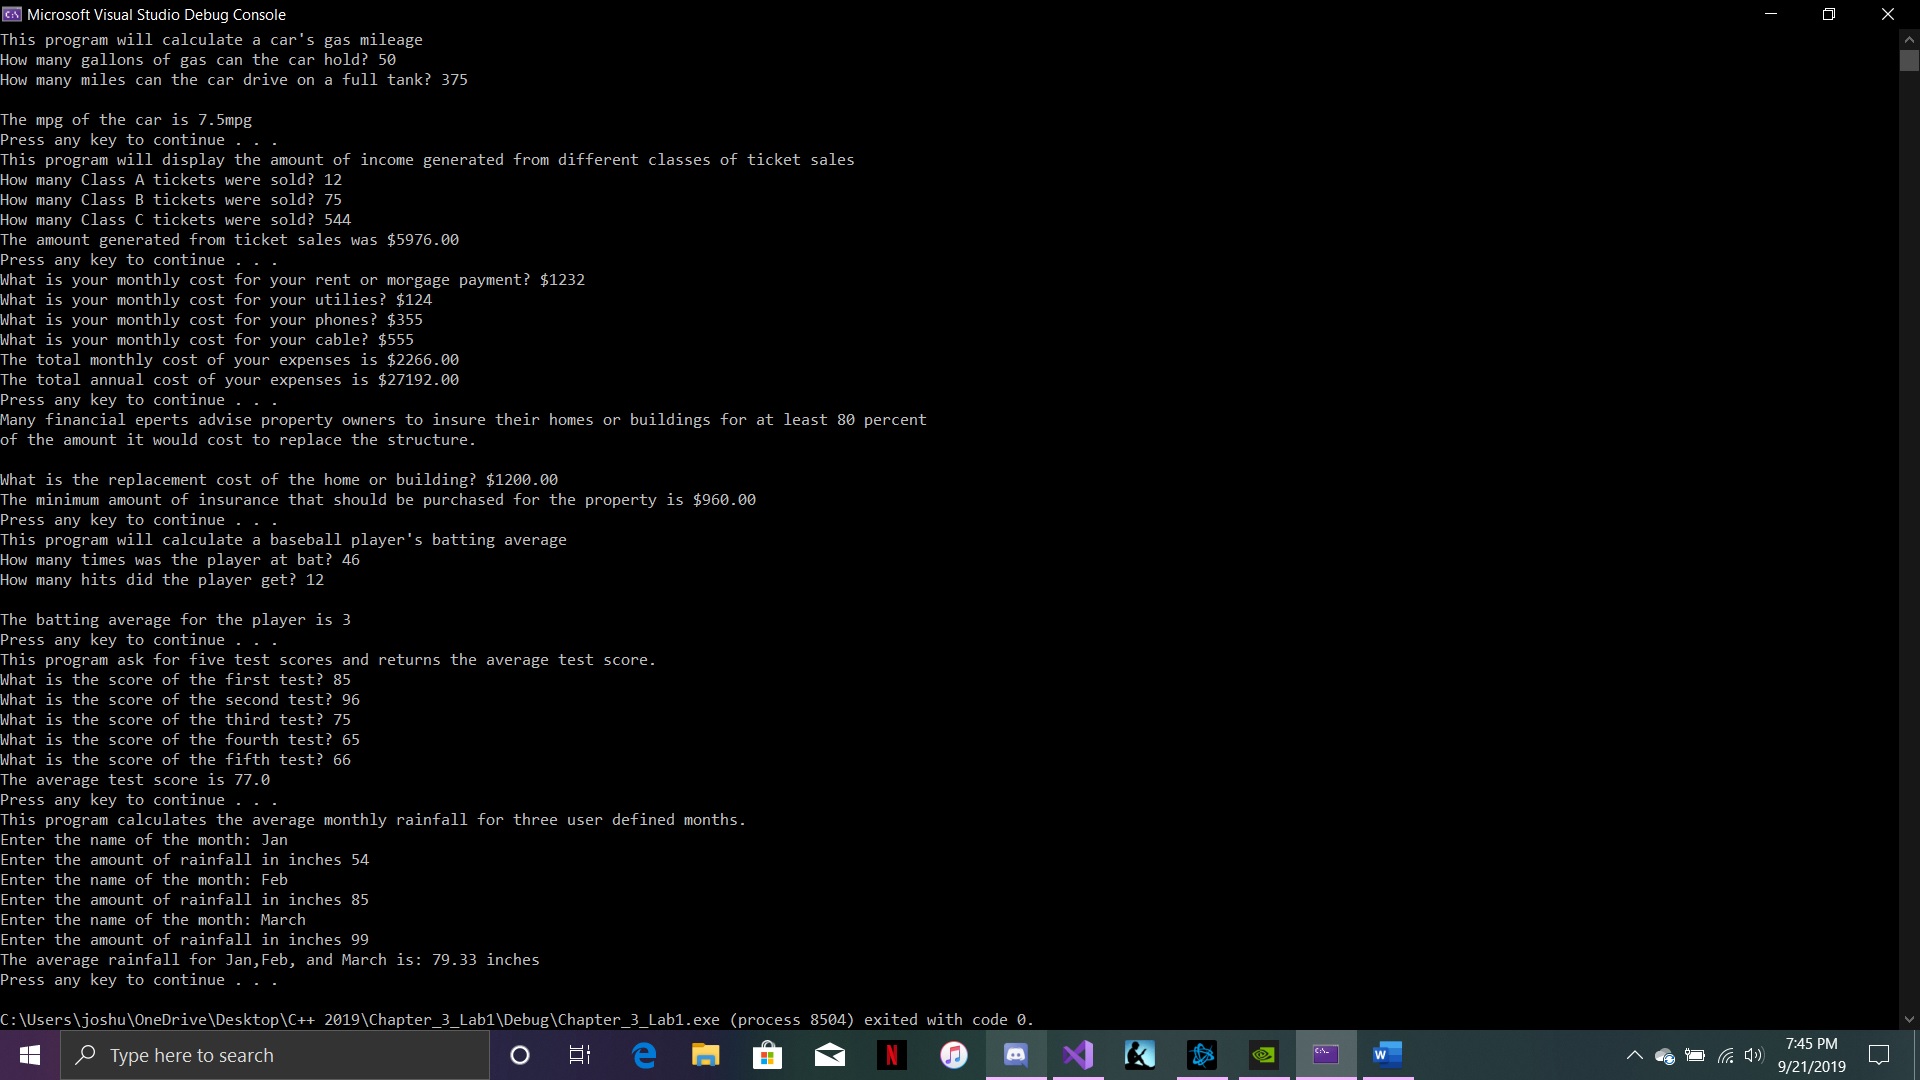 Microsoft Visual Studio Debug Console
This program will calculate a car's gas mileage
How many gallons of gas can the car hold? 50
How many miles can the car drive on a full tank? 375
The mpg of the car is 7.5mpg
Press any key to continue . . .
This program will display the amount of income generated from different classes of ticket sales
How many Class A tickets were sold? 12
How many Class B tickets were sold? 75
How many Class C tickets were sold? 544
The amount generated from ticket sales was $5976.00
Press any key to continue . . .
What is your monthly cost for your rent or morgage payment? $1232
What is your monthly cost for your utilies? $124
What is your monthly cost for your phones? $355
What is your monthly cost for your cable? $555
The total monthly cost of your expenses is $2266.00
The total annual cost of your expenses is $27192.00
Press any key to continue . . .
Many financial eperts advise property owners to insure their homes or buildings for at least 80 percent
of the amount it would cost to replace the structure.
What is the replacement cost of the home or building? $1200.00
The minimum amount of insurance that should be purchased for the property is $960.00
Press any key to continue . . .
This program will calculate a baseball player's batting average
How many times was the player at bat? 46
How many hits did the player get? 12
The batting average for the player is 3
Press any key to continue . . .
This program ask for five test scores and returns the average test score.
What is the score of the first test? 85
What is the score of the second test? 96
What is the score of the third test? 75
What is the score of the fourth test? 65
What is the score of the fifth test? 66
The average test score is 77.0
Press any key to continue . . .
This program calculates the average monthly rainfall for three user defined months.
Enter the name of the month: Jan
Enter the amount of rainfall in inches 54
Enter the name of the month: Feb
Enter the amount of rainfall in inches 85
Enter the name of the month: March
Enter the amount of rainfall in inches 99
The average rainfall for Jan,Feb, and March is: 79.33 inches
Press any key to continue . . .
C:\Users\joshu\OneDrive\Desktop\C++ 2019\Chapter_3_Lab1\Debug\Chapter_3_Lab1.exe (process 8504) exited with code 0.
Type here to search
7:45 PM
9/21/2019